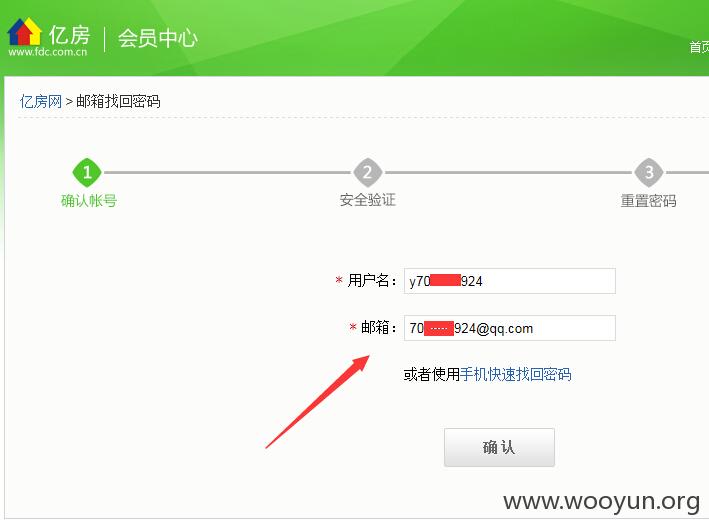 亿房 会员中心
www.fdc.com.cn
首页
亿房网 > 邮箱找回密码
1 2 3
确认帐号 安全验证 重置密码
* 用户名： y70 924
* 邮箱： 70 924@qq.com
或者使用手机快速找回密码
确认
www.wooyun.org